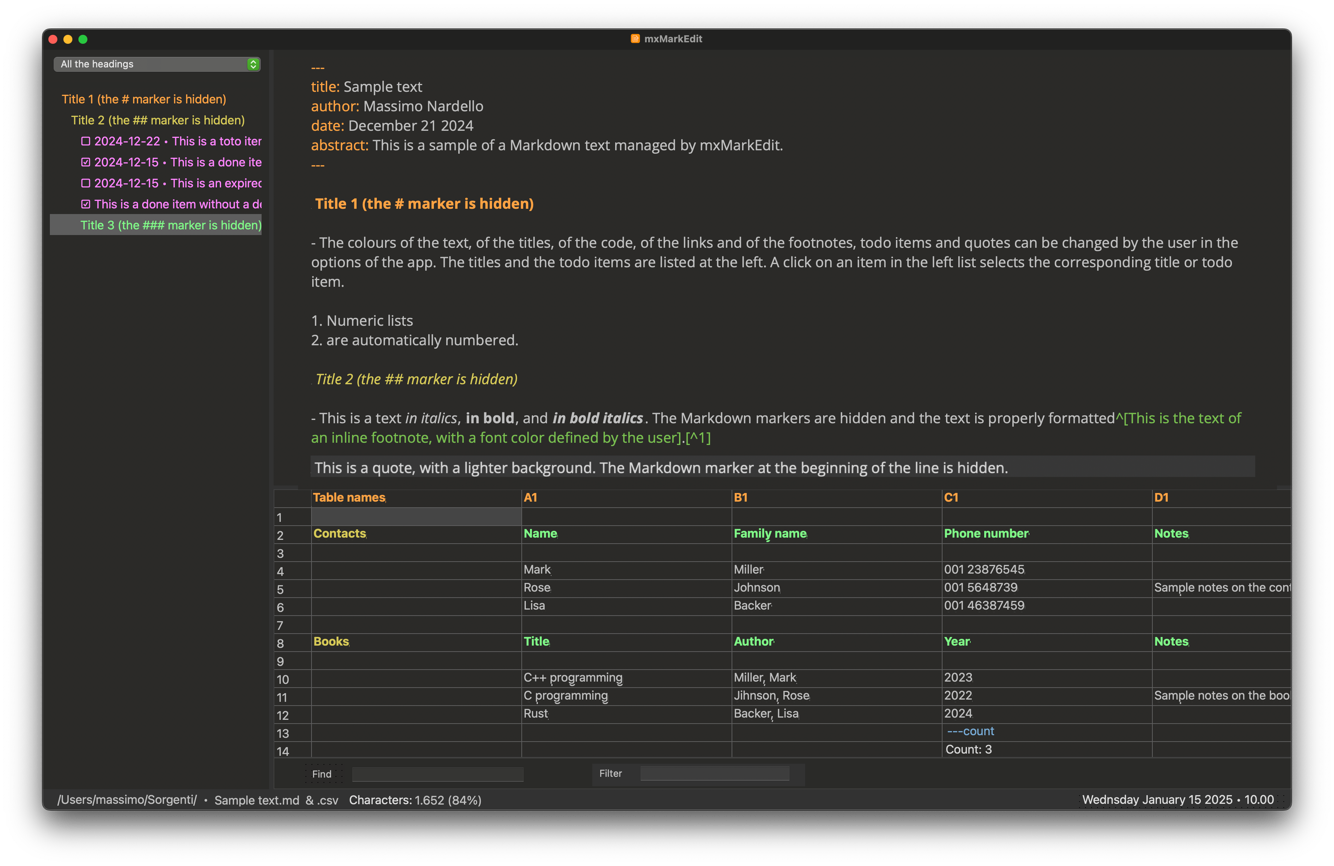 mxMarkEdit
All the headings
Title 1 (the # marker is hidden)
Title 2 (the ## marker is hidden)
2024-12-22 • This is a toto iter
2024-12-15 • This is a done ite
2024-12-15 • This is an expired
This is a done item without a de
Title 3 (the ### marker is hidden)
---
title: Sample text
author: Massimo Nardello
date: December 21 2024
abstract: This is a sample of a Markdown text managed by mxMarkEdit.
---
Title 1 (the # marker is hidden)
- The colours of the text, of the titles, of the code, of the links and of the footnotes, todo items and quotes can be changed by the user in the
options of the app. The titles and the todo items are listed at the left. A click on an item in the left list selects the corresponding title or todo
item.
1. Numeric lists
2. are automatically numbered.
Title 2 (the ## marker is hidden)
- This is a text in italics, in bold, and in bold italics. The Markdown markers are hidden and the text is properly formatted^[This is the text of
an inline footnote, with a font color defined by the user].[^1]
This is a quote, with a lighter background. The Markdown marker at the beginning of the line is hidden.
Table names A1 B1 C1 D1
1
2 Contacts Name Family name Phone number Notes
3
4 Mark Miller 001 23876545
5 Rose Johnson 001 5648739 Sample notes on the cont
6 Lisa Backer 001 46387459
7
8 Books Title Author Year Notes
9
10 C++ programming Miller, Mark 2023
11 C programming Jihnson, Rose 2022 Sample notes on the boo
12 Rust Backer, Lisa 2024
13 ---count
14 Count: 3
Find Filter
/Users/massimo/Sorgenti/ • Sample text.md & .csv Characters: 1.652 (84%) Wednsday January 15 2025 • 10.00